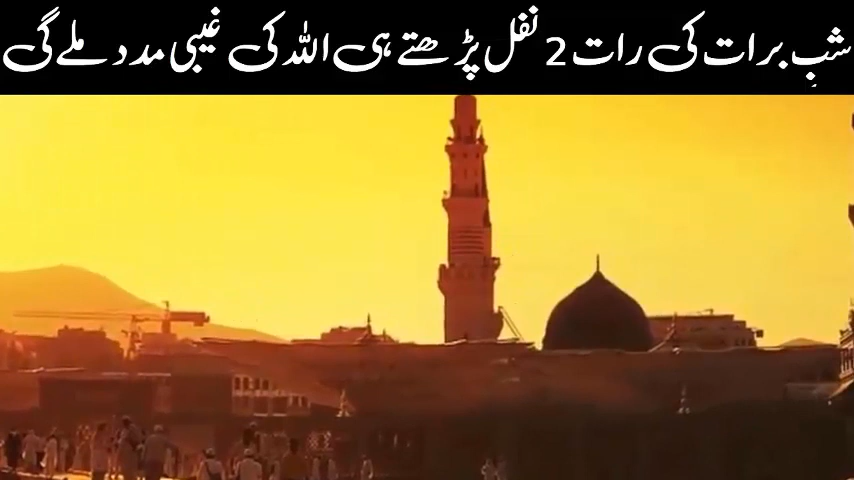 شبِ برات کی رات 2 نفل پڑھتے ہی اللہ کی غیبی مدد ملے گی